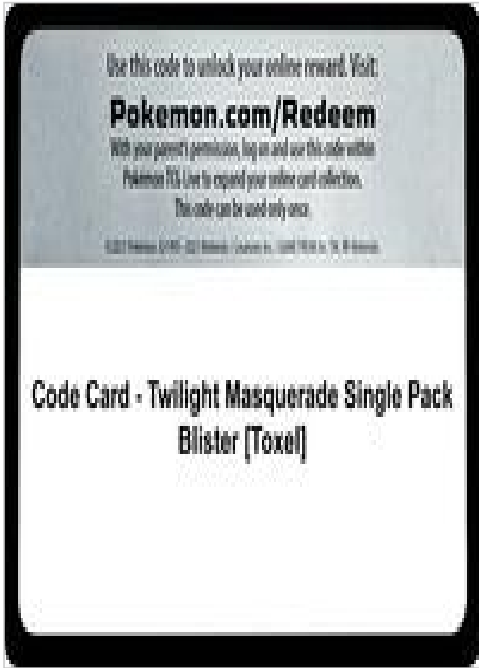 Use this code to unlock your online reward. Visit:
Pokemon.com/Redeem
With your parent's permission, log on and use this code within
Pokémon TCG Live to expand your online card collection.
This code can be used only once.
Code Card - Twilight Masquerade Single Pack
Blister [Toxel]